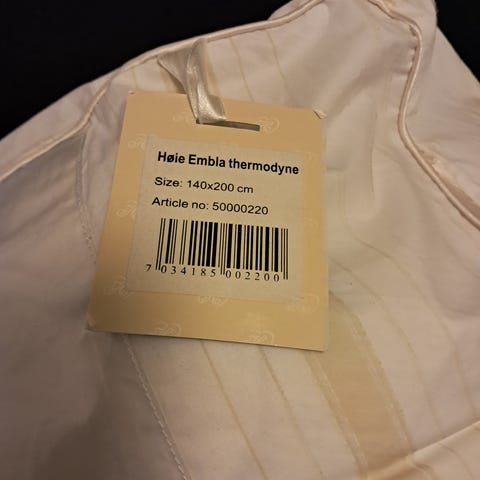 Høie Embla thermodyne
Size: 140x200 cm
Article no: 50000220
7 034185 002200